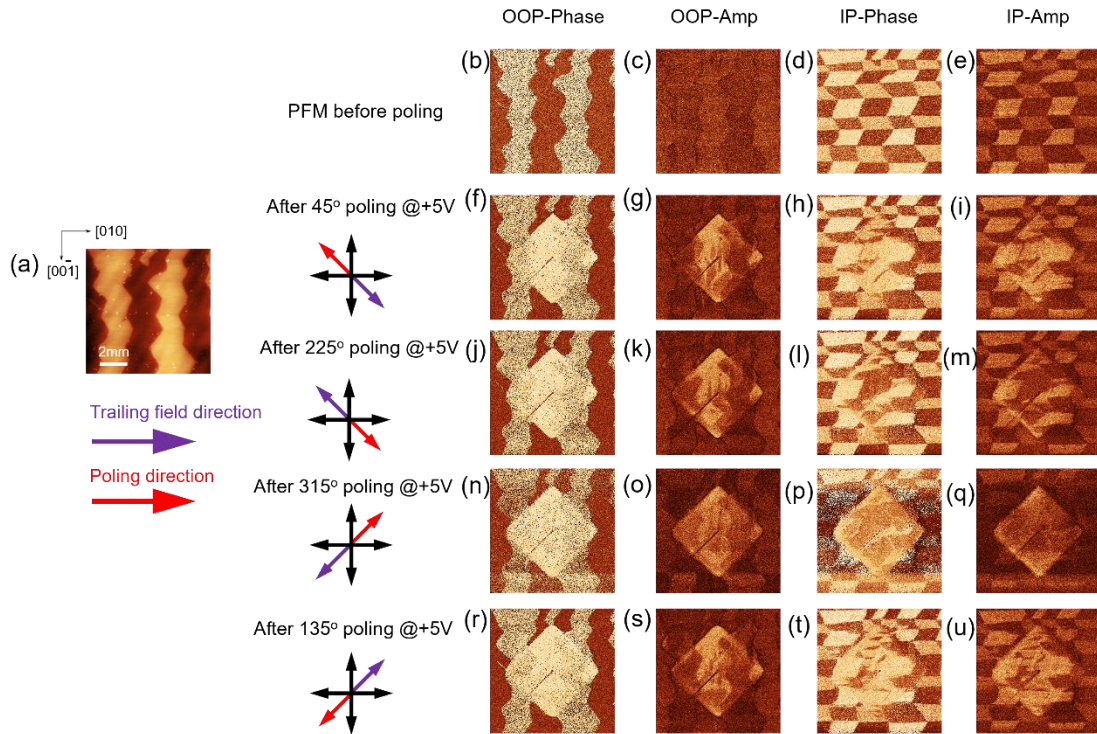 OOP-Phase OOP-Amp IP-Phase IP-Amp
(b) (c) (d) (e)
PFM before poling
After 45° poling @+5V (f) (g) (h) (i)
(a) [010]
[001̄]
2mm
After 225° poling @+5V (j) (k) (l) (m)
Trailing field direction
Poling direction
After 315° poling @+5V (n) (o) (p) (q)
After 135° poling @+5V (r) (s) (t) (u)